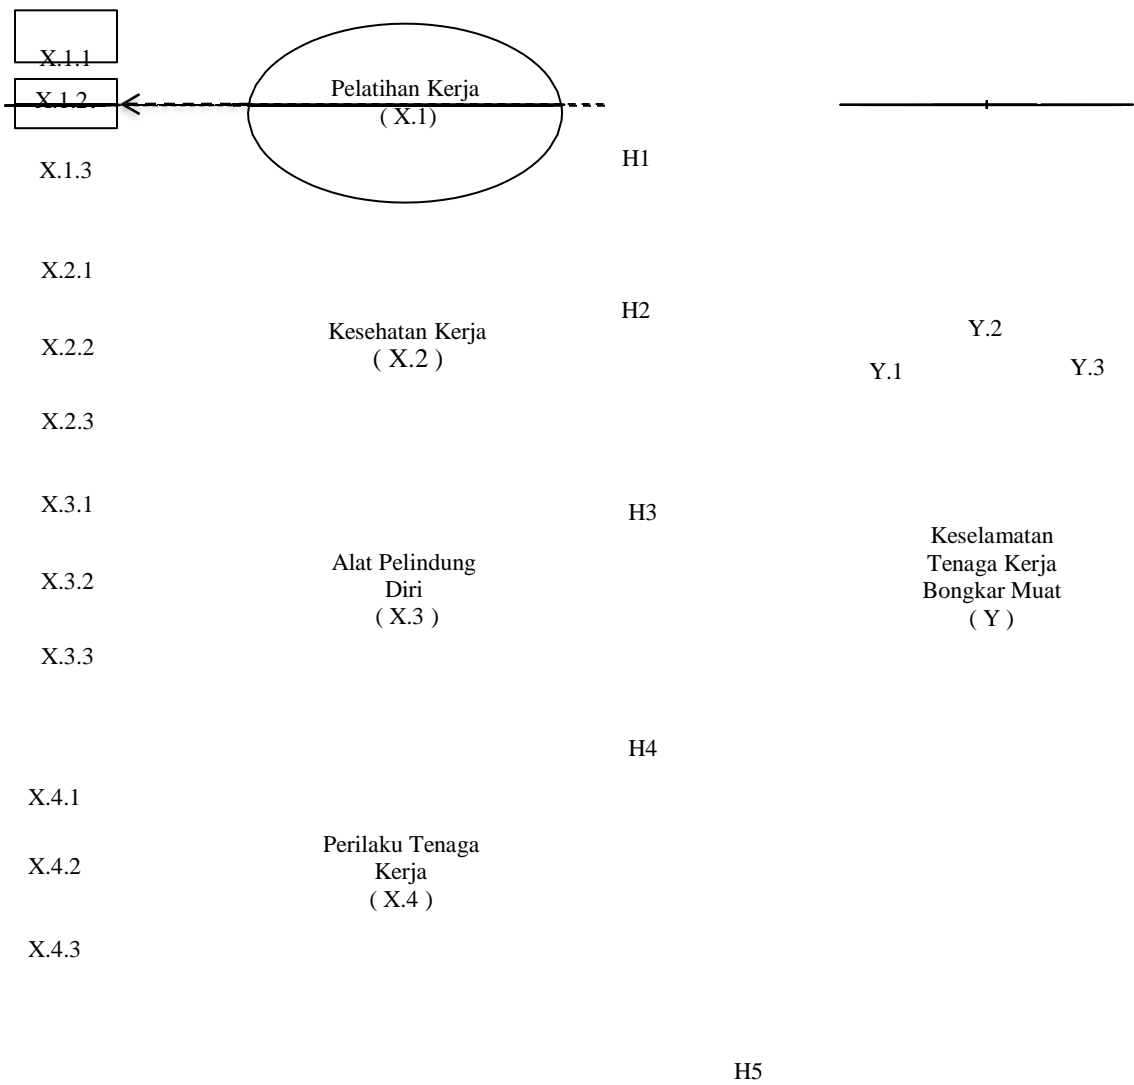 X.1.1
Pelatihan Kerja
X.1.2.
( X.1)
H1
X.1.3
X.2.1
H2
Y.2
Kesehatan Kerja
X.2.2
( X.2 )
Y.1
Y.3
X.2.3
X.3.1
H3
Keselamatan
Tenaga Kerja
Bongkar Muat
( Y )
Alat Pelindung
Diri
( X.3 )
X.3.2
X.3.3
H4
X.4.1
Perilaku Tenaga
Kerja
( X.4 )
X.4.2
X.4.3
H5